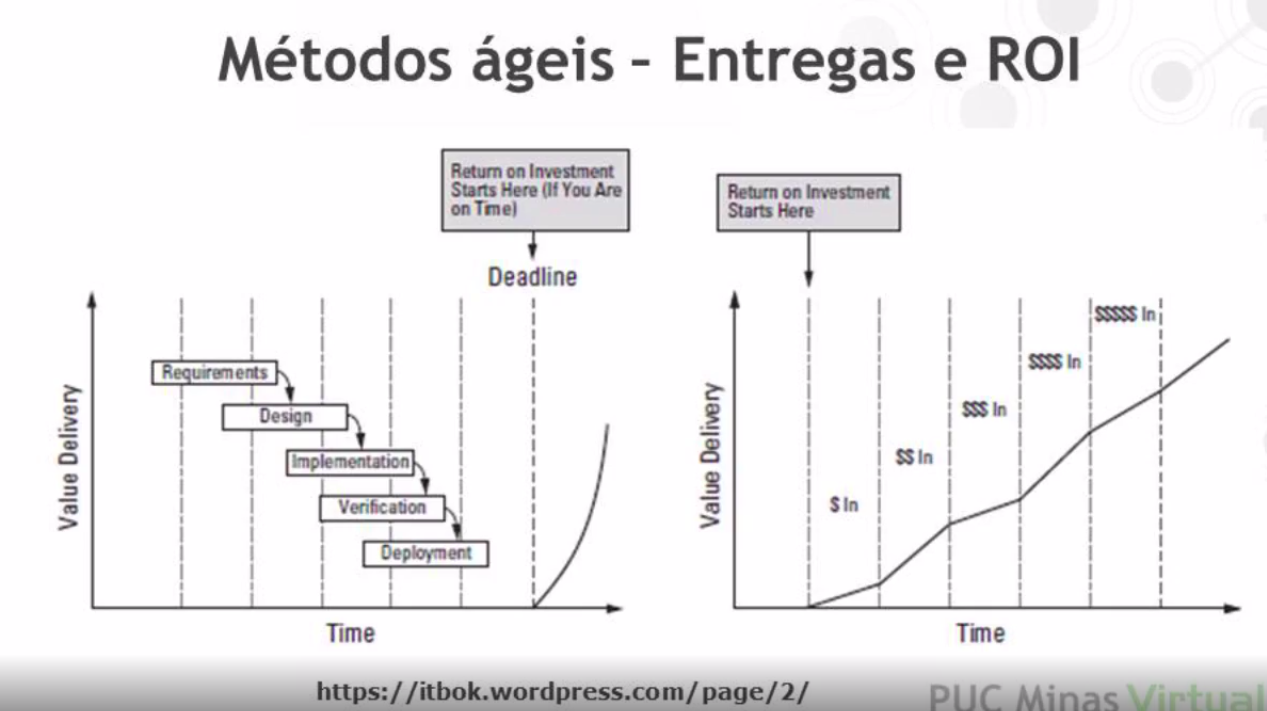 Métodos ágeis - Entregas e ROI
Return on Investment
Starts Here (If You Are
on Time)
Deadline
Requirements
Design
Implementation
Verification
Deployment
Value Delivery
Time
Return on Investment
Starts Here
$ In
$$ In
$$$ In
$$$$ In
$$$$$ In
Value Delivery
Time
https://itbok.wordpress.com/page/2/
PUC Minas Virtual